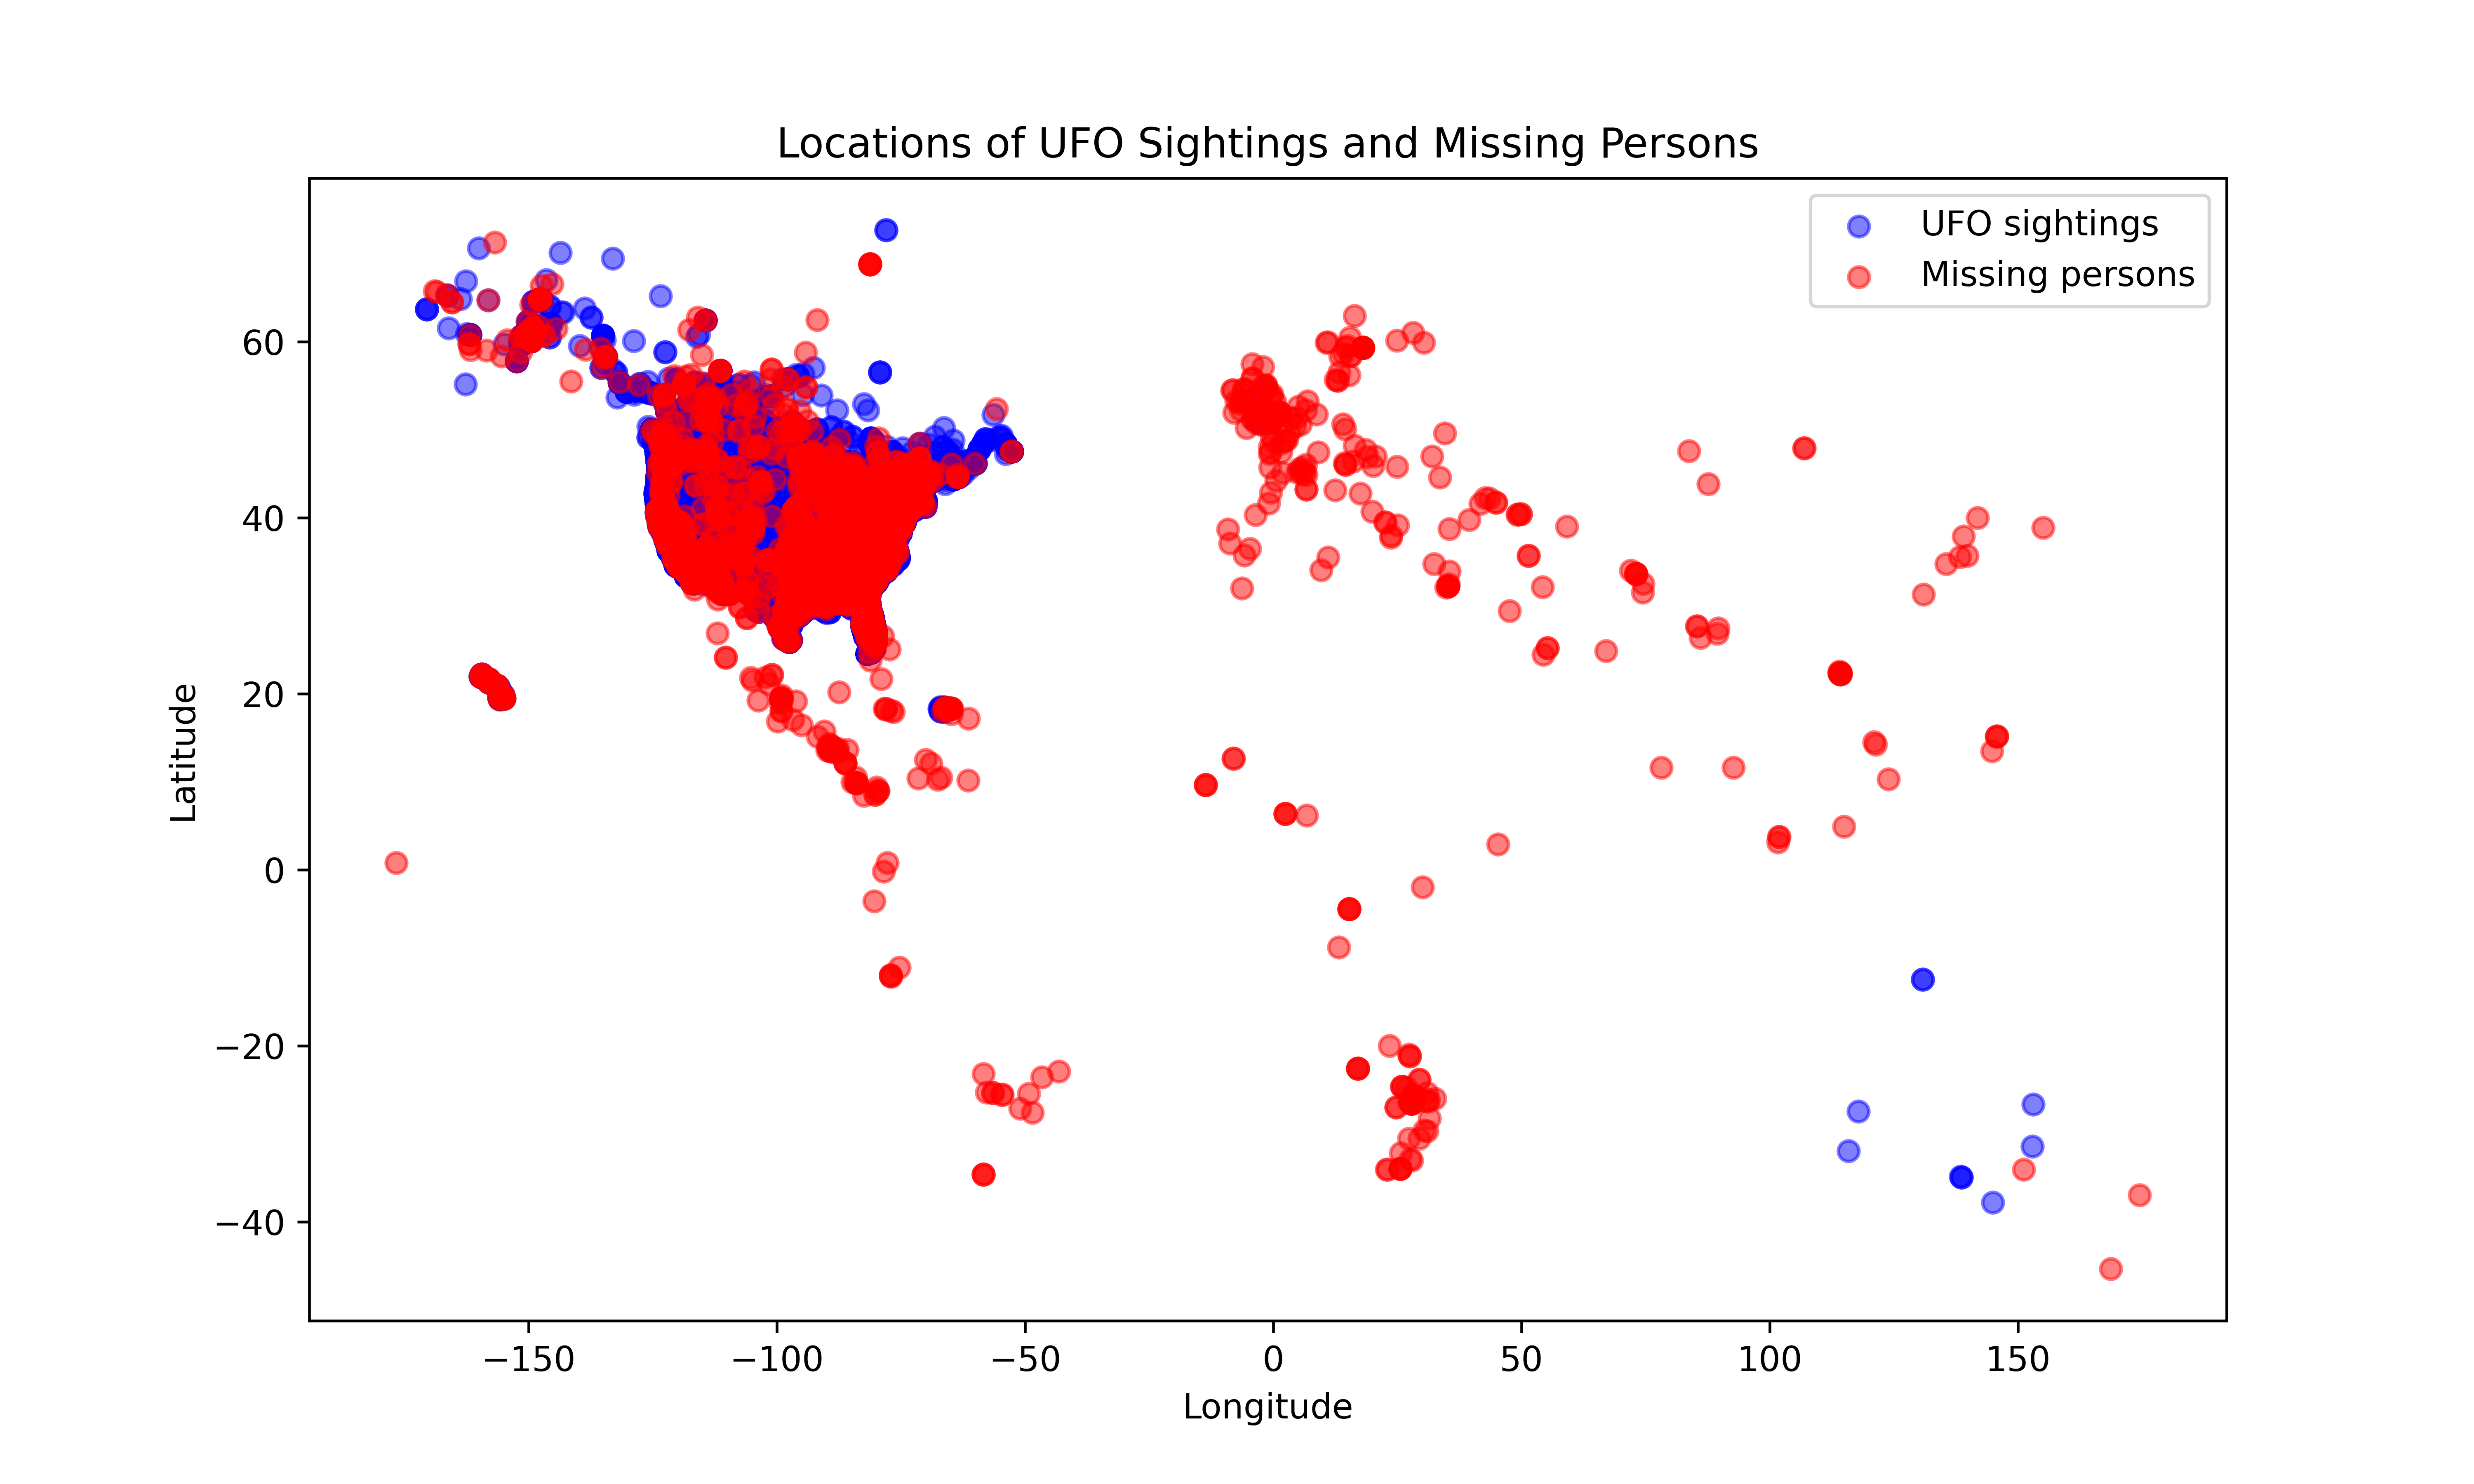 Locations of UFO Sightings and Missing Persons
UFO sightings
Missing persons
Latitude
60
40
20
0
−20
−40
−150
−100
−50
0
50
100
150
Longitude